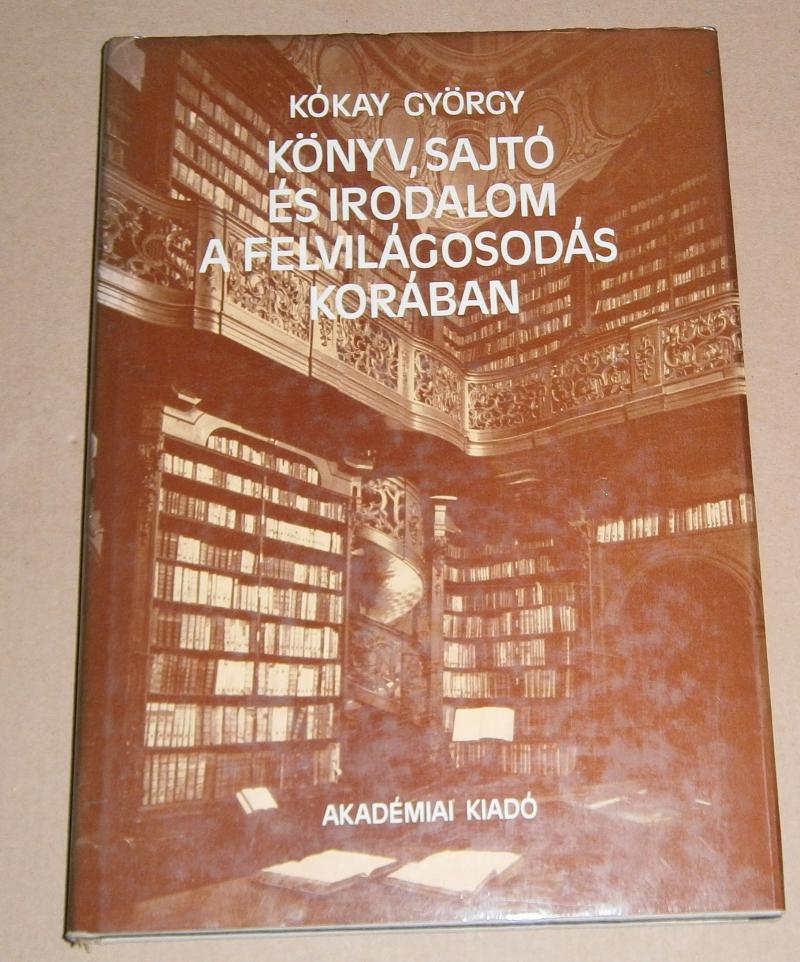 KÓKAY GYÖRGY
KÖNYV, SAJTÓ
ÉS IRODALOM
A FELVILÁGOSODÁS
KORÁBAN
AKADÉMIAI KIADÓ